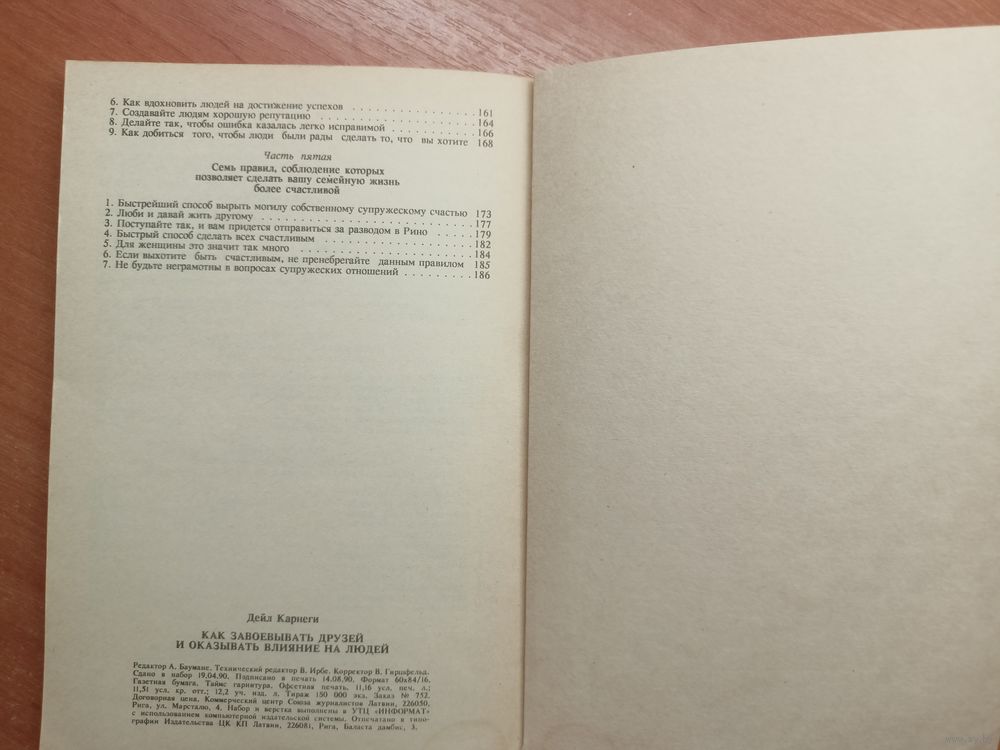 6. Как вдохновить людей на достижение успехов . . . . . . . . . . . . . . 161
7. Создавайте людям хорошую репутацию . . . . . . . . . . . . . . . . . . 164
8. Делайте так, чтобы ошибка казалась легко исправимой . . . . . . . . . 166
9. Как добиться того, чтобы люди были рады сделать то, что вы хотите 168
Часть пятая
Семь правил, соблюдение которых
позволяет сделать вашу семейную жизнь
более счастливой
1. Быстрейший способ вырыть могилу собственному супружескому счастью 173
2. Люби и давай жить другому . . . . . . . . . . . . . . . . . . . . . . 177
3. Поступайте так, и вам придется отправиться за разводом в Рино . . . . . 179
4. Быстрый способ сделать всех счастливым . . . . . . . . . . . . . . . . 182
5. Для женщины это значит так много . . . . . . . . . . . . . . . . . . . 184
6. Если выхотите быть счастливым, не пренебрегайте данным правилом 185
7. Не будьте неграмотны в вопросах супружеских отношений . . . . . . . . . 186
Дейл Карнеги
КАК ЗАВОЕВЫВАТЬ ДРУЗЕЙ
И ОКАЗЫВАТЬ ВЛИЯНИЕ НА ЛЮДЕЙ
Редактор А. Баумане. Технический редактор В. Ирбе. Корректор В. Гирпфельд.
Сдано в набор 19.04.90. Подписано в печать 14.08.90. Формат 60х84/16.
Газетная бумага. Таймс гарнитура. Офсетная печать. 11,16 усл. печ. л.;
11,51 усл. кр. отт.; 12,2 уч. изд. л. Тираж 150 000 экз. Заказ № 752.
Договорная цена. Коммерческий центр Союза журналистов Латвии, 226050,
Рига, ул. Марсталю, 4. Набор и верстка выполнены в УТЦ «ИНФОРМАТ»
с использованием компьютерной издательской системы. Отпечатано в типо-
графии Издательства ЦК КП Латвии, 226081, Рига, Баласта дамбис, 3.